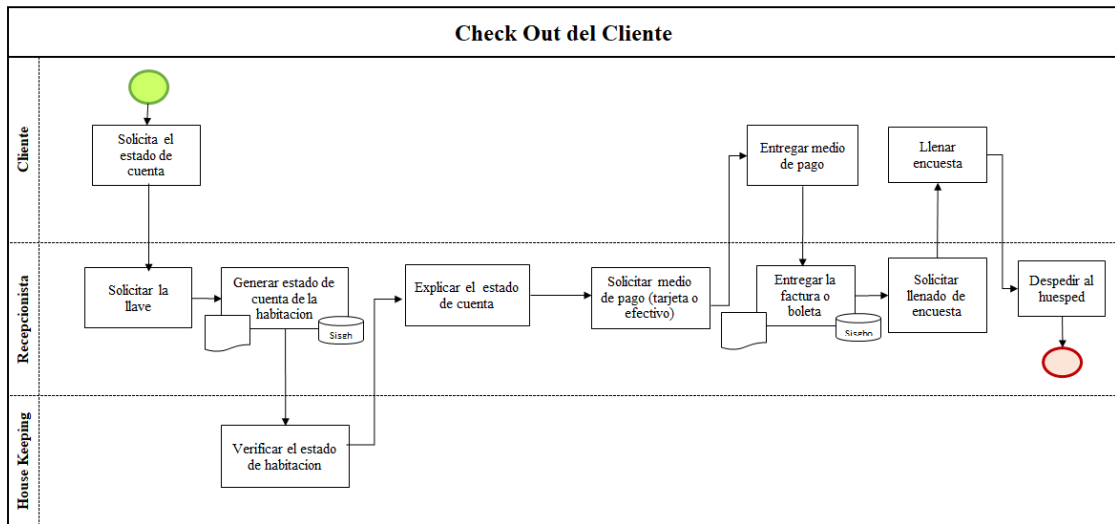 Check Out del Cliente
Cliente
Solicita el
estado de
cuenta
Entregar medio
de pago
Llenar
encuesta
Recepcionista
Solicitar la
llave
Generar estado de
cuenta de la
habitacion
Siseh
Explicar el estado
de cuenta
Solicitar medio
de pago (tarjeta o
efectivo)
Entregar la
factura o
boleta
Solicitar
llenado de
encuesta
Despedir al
huesped
House Keeping
Verificar el estado
de habitacion